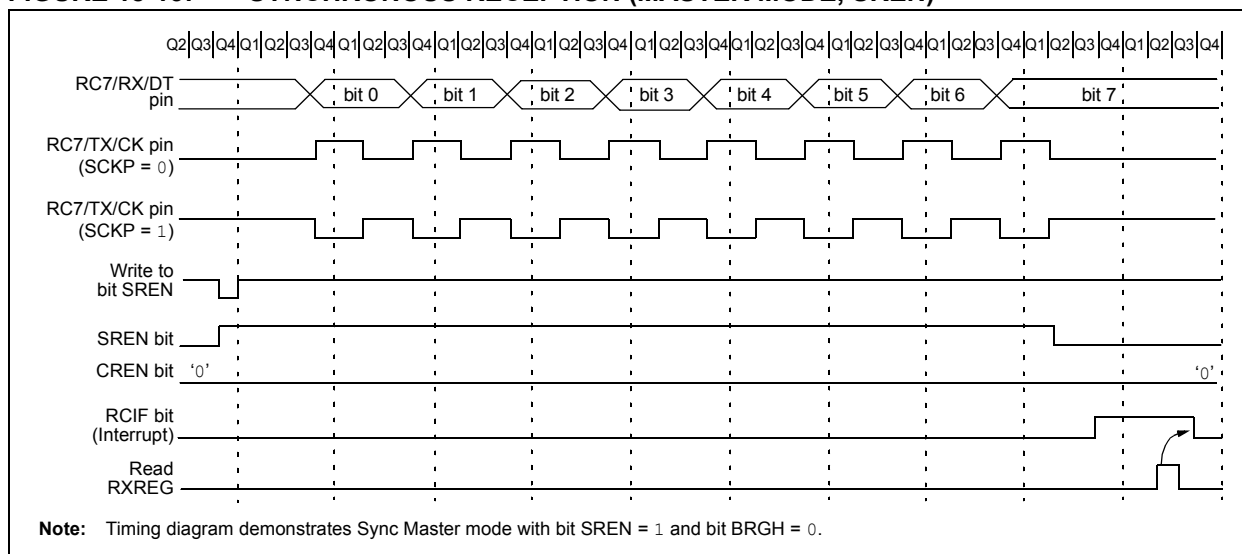 Q2 Q3 Q4 Q1 Q2 Q3 Q4 Q1 Q2 Q3 Q4 Q1 Q2 Q3 Q4 Q1 Q2 Q3 Q4 Q1 Q2 Q3 Q4 Q1 Q2 Q3 Q4 Q1 Q2 Q3 Q4 Q1 Q2 Q3 Q4 Q1 Q2 Q3 Q4 Q1 Q2 Q3 Q4
RC7/RX/DT
pin
bit 0 bit 1 bit 2 bit 3 bit 4 bit 5 bit 6 bit 7
RC7/TX/CK pin
(SCKP = 0)
RC7/TX/CK pin
(SCKP = 1)
Write to
bit SREN
SREN bit
CREN bit '0' '0'
RCIF bit
(Interrupt)
Read
RXREG
Note: Timing diagram demonstrates Sync Master mode with bit SREN = 1 and bit BRGH = 0.